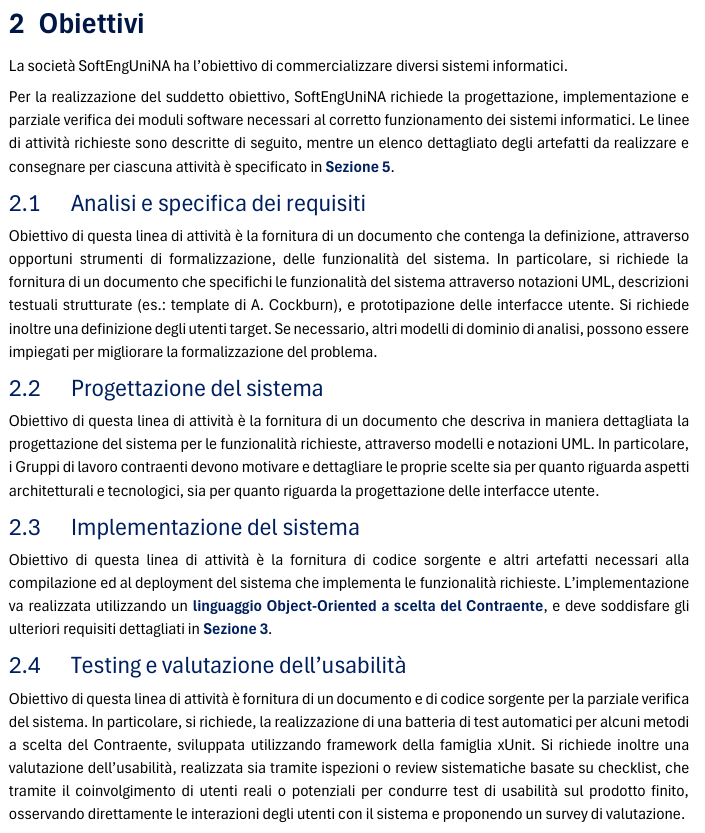 2 Obiettivi
La società SoftEngUniNA ha l'obiettivo di commercializzare diversi sistemi informatici.
Per la realizzazione del suddetto obiettivo, SoftEngUniNA richiede la progettazione, implementazione e
parziale verifica dei moduli software necessari al corretto funzionamento dei sistemi informatici. Le linee
di attività richieste sono descritte di seguito, mentre un elenco dettagliato degli artefatti da realizzare e
consegnare per ciascuna attività è specificato in Sezione 5.
2.1 Analisi e specifica dei requisiti
Obiettivo di questa linea di attività è la fornitura di un documento che contenga la definizione, attraverso
opportuni strumenti di formalizzazione, delle funzionalità del sistema. In particolare, si richiede la
fornitura di un documento che specifichi le funzionalità del sistema attraverso notazioni UML, descrizioni
testuali strutturate (es.: template di A. Cockburn), e prototipazione delle interfacce utente. Si richiede
inoltre una definizione degli utenti target. Se necessario, altri modelli di dominio di analisi, possono essere
impiegati per migliorare la formalizzazione del problema.
2.2 Progettazione del sistema
Obiettivo di questa linea di attività è la fornitura di un documento che descriva in maniera dettagliata la
progettazione del sistema per le funzionalità richieste, attraverso modelli e notazioni UML. In particolare,
i Gruppi di lavoro contraenti devono motivare e dettagliare le proprie scelte sia per quanto riguarda aspetti
architetturali e tecnologici, sia per quanto riguarda la progettazione delle interfacce utente.
2.3 Implementazione del sistema
Obiettivo di questa linea di attività è la fornitura di codice sorgente e altri artefatti necessari alla
compilazione ed al deployment del sistema che implementa le funzionalità richieste. L'implementazione
va realizzata utilizzando un linguaggio Object-Oriented a scelta del Contraente, e deve soddisfare gli
ulteriori requisiti dettagliati in Sezione 3.
2.4 Testing e valutazione dell'usabilità
Obiettivo di questa linea di attività è fornitura di un documento e di codice sorgente per la parziale verifica
del sistema. In particolare, si richiede, la realizzazione di una batteria di test automatici per alcuni metodi
a scelta del Contraente, sviluppata utilizzando framework della famiglia xUnit. Si richiede inoltre una
valutazione dell'usabilità, realizzata sia tramite ispezioni o review sistematiche basate su checklist, che
tramite il coinvolgimento di utenti reali o potenziali per condurre test di usabilità sul prodotto finito,
osservando direttamente le interazioni degli utenti con il sistema e proponendo un survey di valutazione.